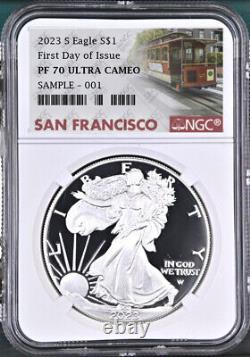 2023 S Eagle S$1
First Day of Issue
PF 70 ULTRA CAMEO
SAMPLE - 001
SAN FRANCISCO NGC®
LIBERTY
IN GOD
WE TRUST
W
2023